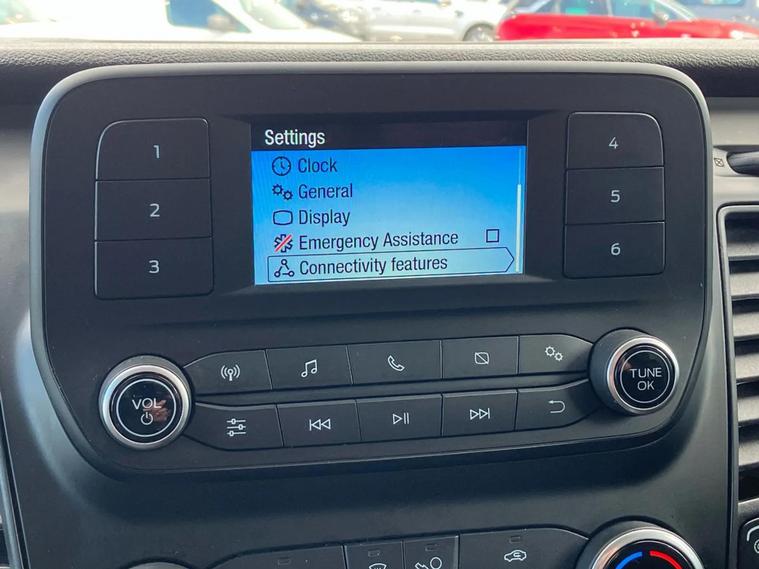 Settings
Clock
General
Display
Emergency Assistance
Connectivity features
1
2
3
4
5
6
VOL
TUNE
OK